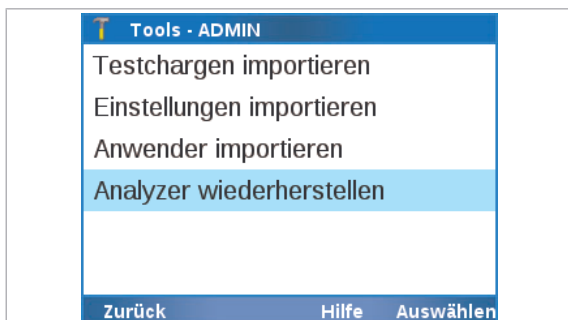 Tools - ADMIN
Testchargen importieren
Einstellungen importieren
Anwender importieren
Analyzer wiederherstellen
Zurück Hilfe Auswählen